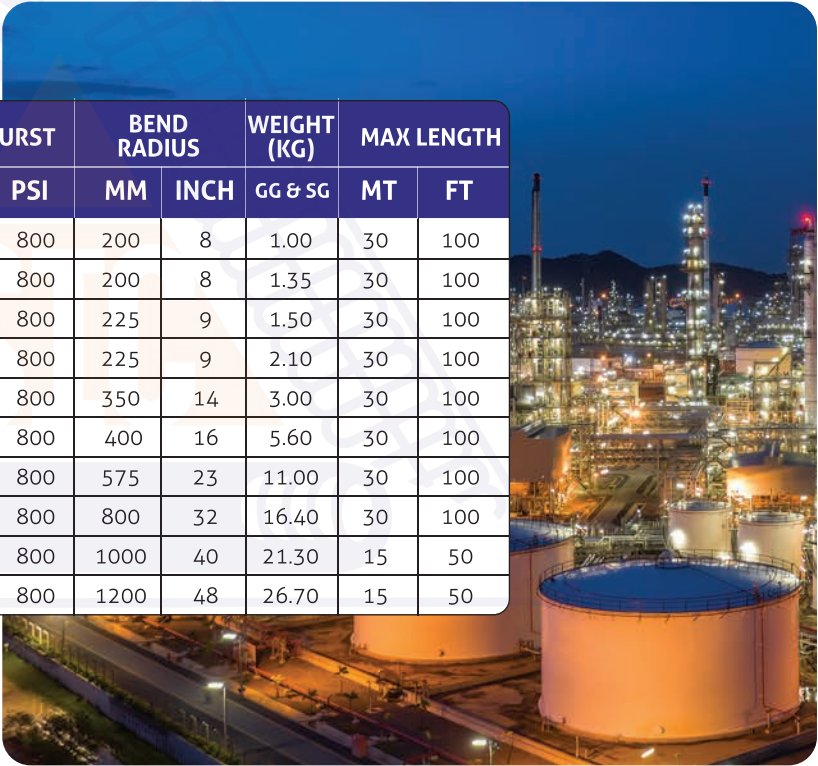 URST BEND RADIUS WEIGHT (KG) MAX LENGTH
PSI MM INCH GG & SG MT FT
800 200 8 1.00 30 100
800 200 8 1.35 30 100
800 225 9 1.50 30 100
800 225 9 2.10 30 100
800 350 14 3.00 30 100
800 400 16 5.60 30 100
800 575 23 11.00 30 100
800 800 32 16.40 30 100
800 1000 40 21.30 15 50
800 1200 48 26.70 15 50